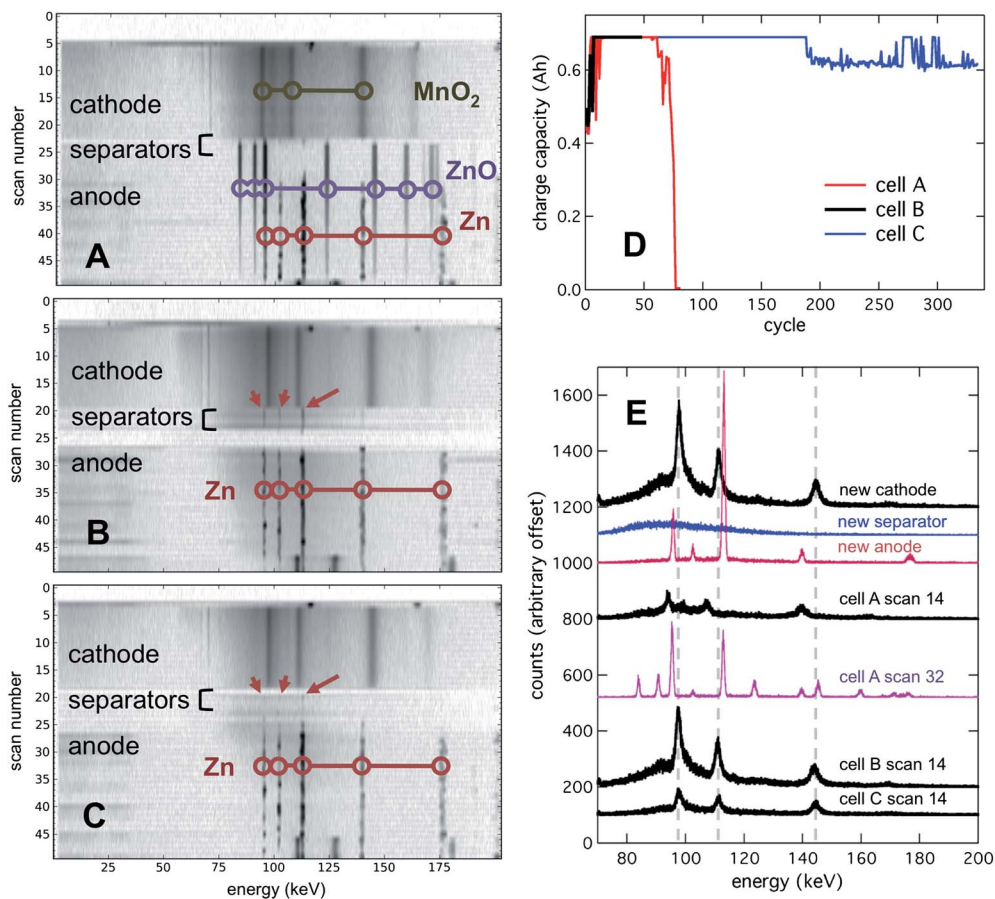 0
5
10
15
20
25
30
35
40
45
scan number
cathode
separators
anode
MnO2
ZnO
Zn
A
0
5
10
15
20
25
30
35
40
45
scan number
cathode
separators
anode
Zn
B
0
5
10
15
20
25
30
35
40
45
scan number
cathode
separators
anode
Zn
C
25
50
75
100
125
150
175
energy (keV)
charge capacity (Ah)
0.6
0.4
0.2
0.0
cell A
cell B
cell C
D
0
50
100
150
200
250
300
cycle
counts (arbitrary offset)
1600
1400
1200
1000
800
600
400
200
0
E
new cathode
new separator
new anode
cell A scan 14
cell A scan 32
cell B scan 14
cell C scan 14
80
100
120
140
160
180
200
energy (keV)